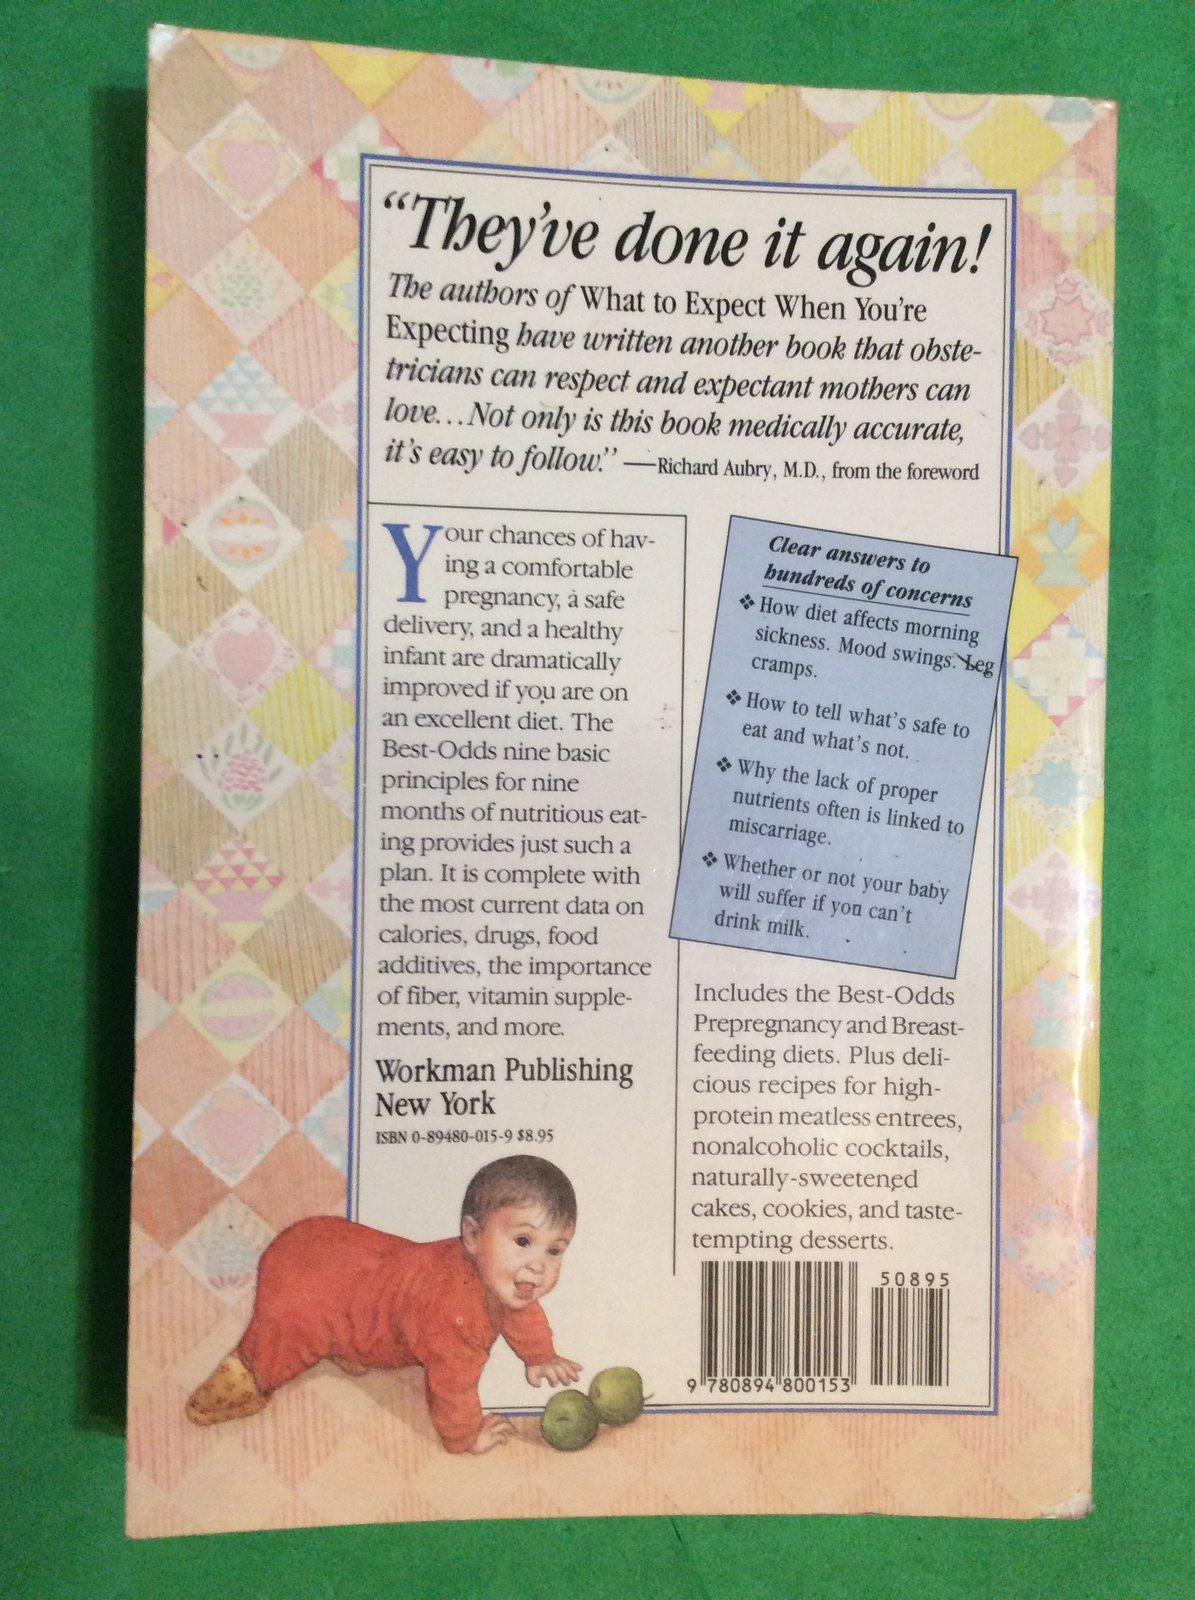 “They’ve done it again!
The authors of What to Expect When You’re
Expecting have written another book that obste-
tricians can respect and expectant mothers can
love...Not only is this book medically accurate,
it’s easy to follow.” —Richard Aubry, M.D., from the foreword
Your chances of hav-
ing a comfortable
pregnancy, a safe
delivery, and a healthy
infant are dramatically
improved if you are on
an excellent diet. The
Best-Odds nine basic
principles for nine
months of nutritious eat-
ing provides just such a
plan. It is complete with
the most current data on
calories, drugs, food
additives, the importance
of fiber, vitamin supple-
ments, and more.
Workman Publishing
New York
ISBN 0-89480-015-9 $8.95
Clear answers to
hundreds of concerns
❖ How diet affects morning
sickness. Mood swings. Leg
cramps.
❖ How to tell what’s safe to
eat and what’s not.
❖ Why the lack of proper
nutrients often is linked to
miscarriage.
❖ Whether or not your baby
will suffer if you can’t
drink milk.
Includes the Best-Odds
Prepregnancy and Breast-
feeding diets. Plus deli-
cious recipes for high-
protein meatless entrees,
nonalcoholic cocktails,
naturally-sweetened
cakes, cookies, and taste-
tempting desserts.
50895
9 780894 800153